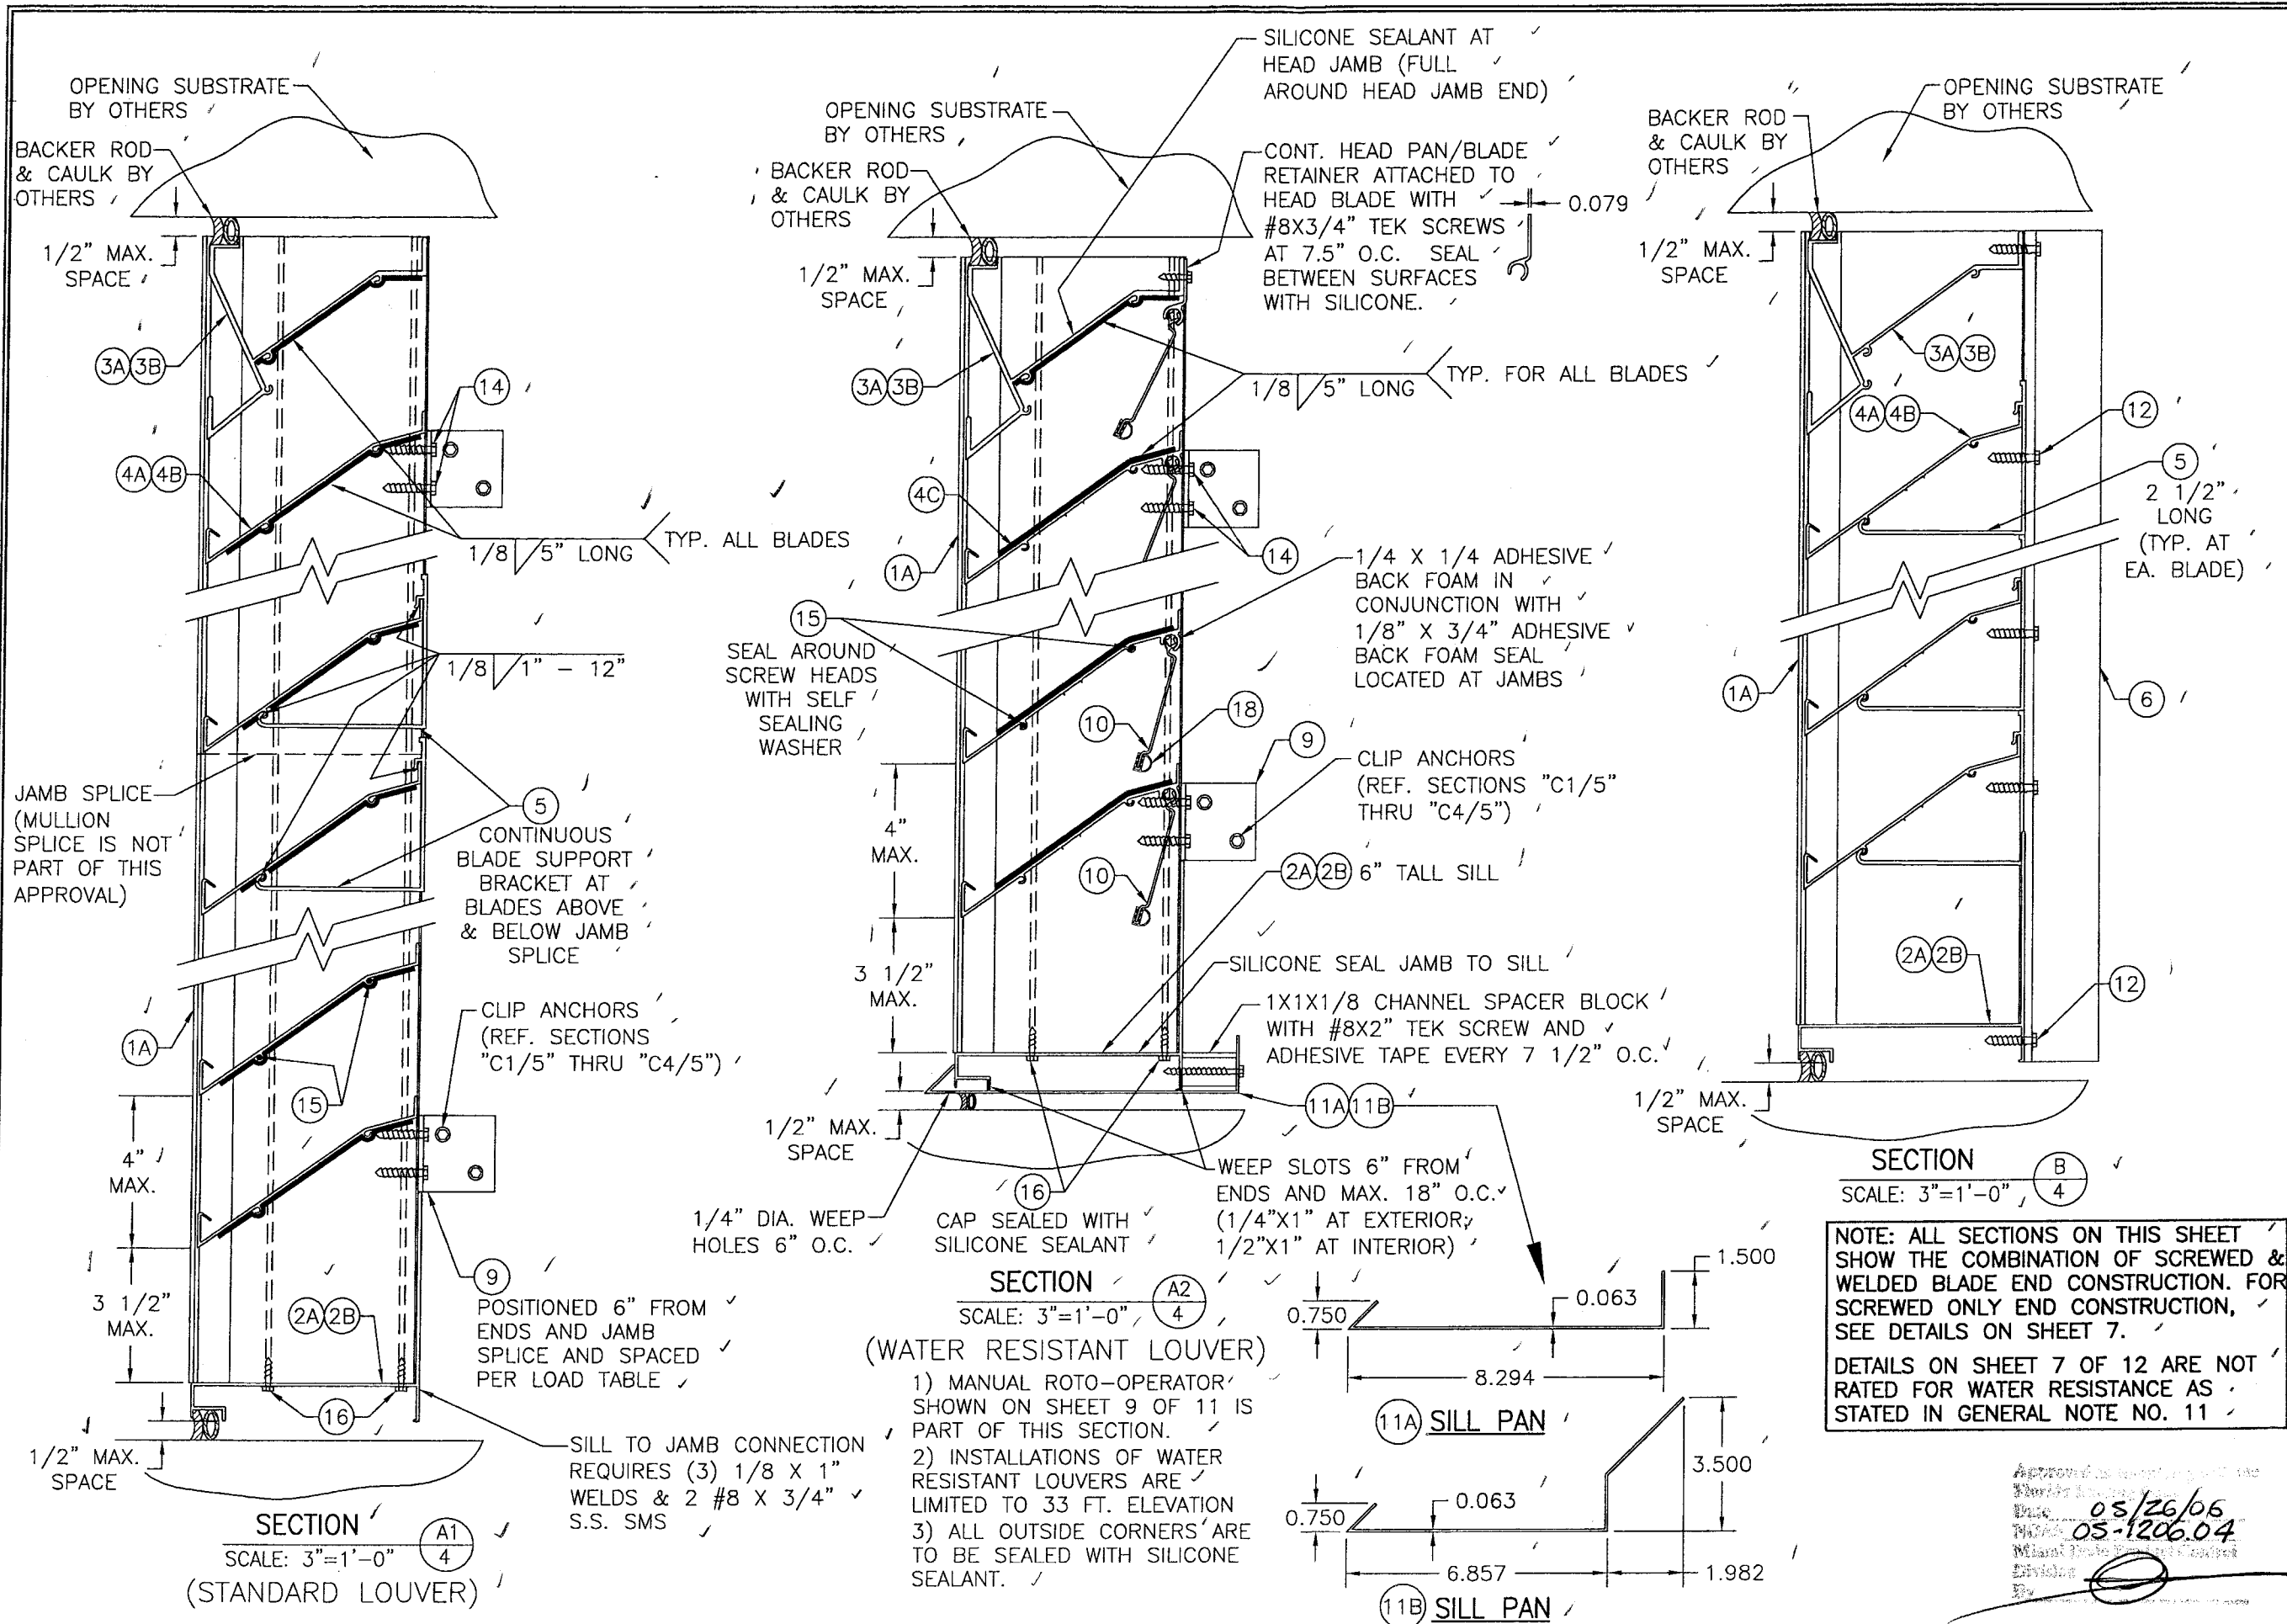 OPENING SUBSTRATE
BY OTHERS
BACKER ROD
& CAULK BY
OTHERS
1/2" MAX.
SPACE
3A 3B
14
4A 4B
1/8 5" LONG
TYP. ALL BLADES
1/8 1" - 12"
JAMB SPLICE
(MULLION
SPLICE IS NOT
PART OF THIS
APPROVAL)
5
CONTINUOUS
BLADE SUPPORT
BRACKET AT
BLADES ABOVE
& BELOW JAMB
SPLICE
1A
CLIP ANCHORS
(REF. SECTIONS
"C1/5" THRU "C4/5")
15
4"
MAX.
3 1/2"
MAX.
9
POSITIONED 6" FROM
ENDS AND JAMB
SPLICE AND SPACED
PER LOAD TABLE
2A 2B
16
1/2" MAX.
SPACE
SILL TO JAMB CONNECTION
REQUIRES (3) 1/8 X 1"
WELDS & 2 #8 X 3/4"
S.S. SMS
SECTION
A1
4
SCALE: 3"=1'-0"
(STANDARD LOUVER)
SILICONE SEALANT AT
HEAD JAMB (FULL
AROUND HEAD JAMB END)
OPENING SUBSTRATE
BY OTHERS
BACKER ROD
& CAULK BY
OTHERS
CONT. HEAD PAN/BLADE
RETAINER ATTACHED TO
HEAD BLADE WITH
#8X3/4" TEK SCREWS
AT 7.5" O.C. SEAL
BETWEEN SURFACES
WITH SILICONE.
0.079
1/2" MAX.
SPACE
3A 3B
1/8 5" LONG
TYP. FOR ALL BLADES
4C
1A
14
15
SEAL AROUND
SCREW HEADS
WITH SELF
SEALING
WASHER
1/4 X 1/4 ADHESIVE
BACK FOAM IN
CONJUNCTION WITH
1/8" X 3/4" ADHESIVE
BACK FOAM SEAL
LOCATED AT JAMBS
10
18
9
CLIP ANCHORS
(REF. SECTIONS "C1/5"
THRU "C4/5")
4"
MAX.
10
2A 2B 6" TALL SILL
3 1/2"
MAX.
SILICONE SEAL JAMB TO SILL
1X1X1/8 CHANNEL SPACER BLOCK
WITH #8X2" TEK SCREW AND
ADHESIVE TAPE EVERY 7 1/2" O.C.
11A 11B
1/2" MAX.
SPACE
WEEP SLOTS 6" FROM
ENDS AND MAX. 18" O.C.
(1/4"X1" AT EXTERIOR;
1/2"X1" AT INTERIOR)
16
CAP SEALED WITH
SILICONE SEALANT
1/4" DIA. WEEP
HOLES 6" O.C.
SECTION
A2
4
SCALE: 3"=1'-0"
(WATER RESISTANT LOUVER)
1) MANUAL ROTO-OPERATOR
SHOWN ON SHEET 9 OF 11 IS
PART OF THIS SECTION.
2) INSTALLATIONS OF WATER
RESISTANT LOUVERS ARE
LIMITED TO 33 FT. ELEVATION
3) ALL OUTSIDE CORNERS ARE
TO BE SEALED WITH SILICONE
SEALANT.
0.750
0.063
1.500
8.294
11A SILL PAN
0.750
0.063
3.500
6.857
1.982
11B SILL PAN
OPENING SUBSTRATE
BY OTHERS
BACKER ROD
& CAULK BY
OTHERS
1/2" MAX.
SPACE
3A 3B
4A 4B
12
5
2 1/2"
LONG
(TYP. AT
EA. BLADE)
1A
6
2A 2B
12
1/2" MAX.
SPACE
SECTION
B
4
SCALE: 3"=1'-0"
NOTE: ALL SECTIONS ON THIS SHEET
SHOW THE COMBINATION OF SCREWED &
WELDED BLADE END CONSTRUCTION. FOR
SCREWED ONLY END CONSTRUCTION,
SEE DETAILS ON SHEET 7.
DETAILS ON SHEET 7 OF 12 ARE NOT
RATED FOR WATER RESISTANCE AS
STATED IN GENERAL NOTE NO. 11
Date 05/26/06
05-1206.04
Division
By